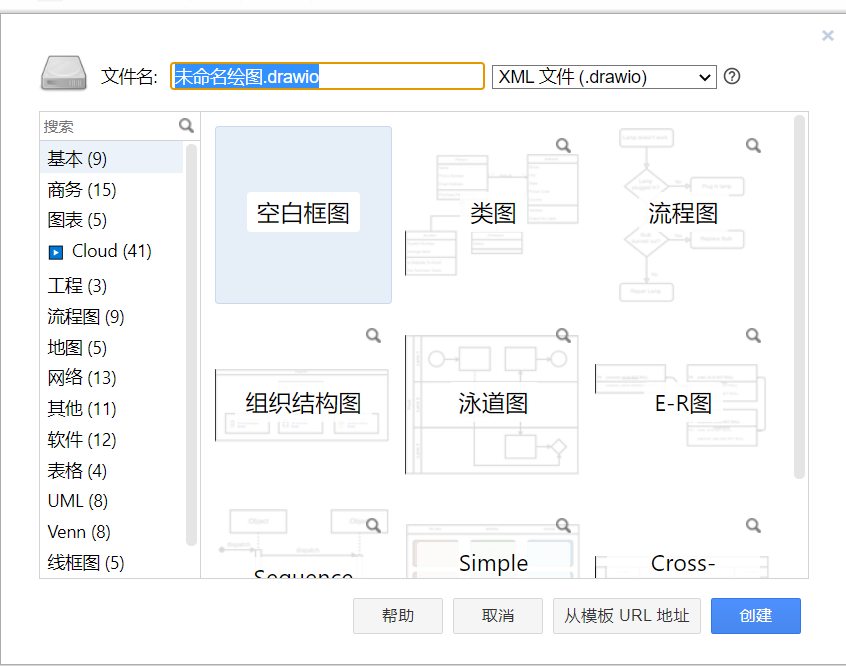 文件名: 未命名绘图.drawio XML 文件 (.drawio)
搜索
基本 (9)
商务 (15)
图表 (5)
Cloud (41)
工程 (3)
流程图 (9)
地图 (5)
网络 (13)
其他 (11)
软件 (12)
表格 (4)
UML (8)
Venn (8)
线框图 (5)
空白框图
类图
流程图
组织结构图
泳道图
E-R图
Object
dispatch
dispatch
Sequence
Simple
Cross-
帮助
取消
从模板 URL 地址
创建